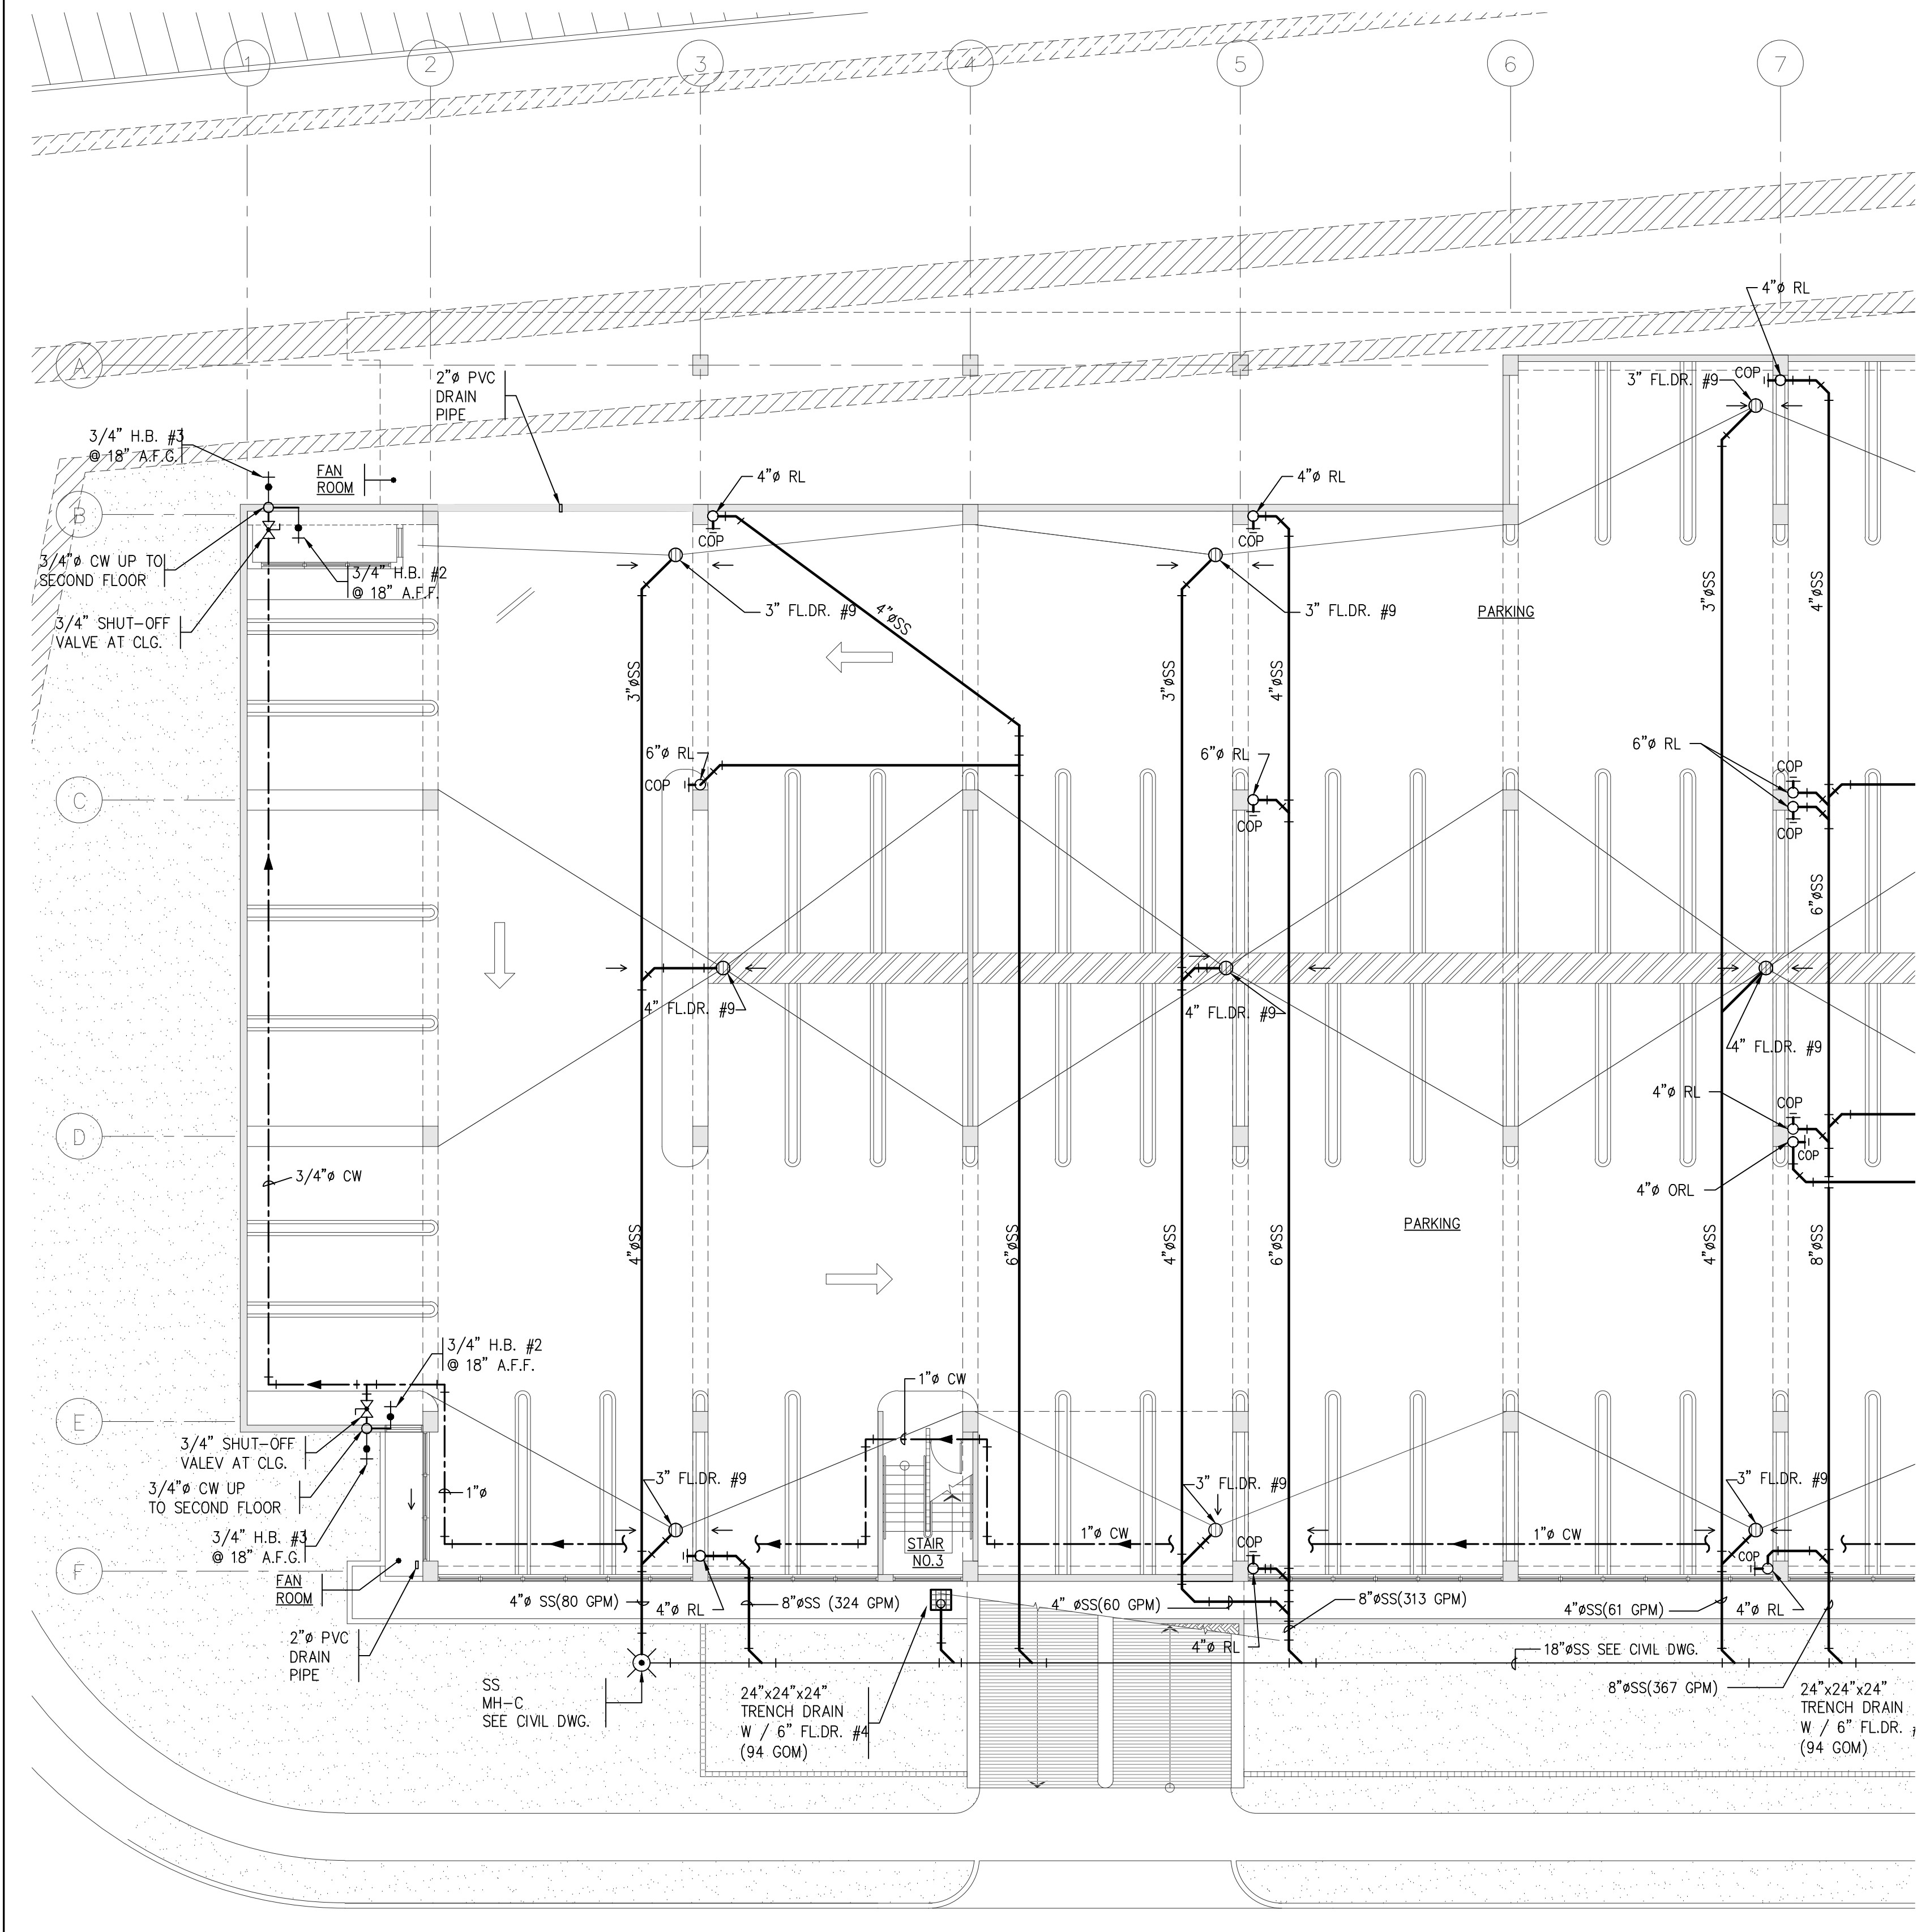 1
2
3
4
5
6
7
A
B
C
D
E
F
4"ø RL
3" FL.DR. #9
COP
2"ø PVC
DRAIN
PIPE
3/4" H.B. #3
@ 18" A.F.G.
FAN
ROOM
4"ø RL
COP
4"ø RL
COP
3/4"ø CW UP TO
SECOND FLOOR
3/4" H.B. #2
@ 18" A.F.F.
3/4" SHUT-OFF
VALVE AT CLG.
3" FL.DR. #9
4"øSS
3" FL.DR. #9
PARKING
3"øSS
4"øSS
3"øSS
3"øSS
4"øSS
6"ø RL
COP
6"ø RL
COP
6"ø RL
COP
COP
6"øSS
4" FL.DR. #9
4" FL.DR. #9
4" FL.DR. #9
4"ø RL
COP
COP
4"ø ORL
3/4"ø CW
PARKING
4"øSS
6"øSS
4"øSS
6"øSS
4"øSS
8"øSS
3/4" H.B. #2
@ 18" A.F.F.
1"ø CW
3/4" SHUT-OFF
VALEV AT CLG.
3/4"ø CW UP
TO SECOND FLOOR
1"ø
3" FL.DR. #9
3" FL.DR. #9
3" FL.DR. #9
3/4" H.B. #3
@ 18" A.F.G.
STAIR
NO.3
1"ø CW
COP
1"ø CW
COP
FAN
ROOM
4"ø SS(80 GPM)
4"ø RL
8"øSS (324 GPM)
4" øSS(60 GPM)
8"øSS(313 GPM)
4"øSS(61 GPM)
4"ø RL
2"ø PVC
DRAIN
PIPE
4"ø RL
18"øSS SEE CIVIL DWG.
SS
MH-C
SEE CIVIL DWG.
24"x24"x24"
TRENCH DRAIN
W / 6" FL.DR. #4
(94 GOM)
8"øSS(367 GPM)
24"x24"x24"
TRENCH DRAIN
W / 6" FL.DR.
(94 GOM)